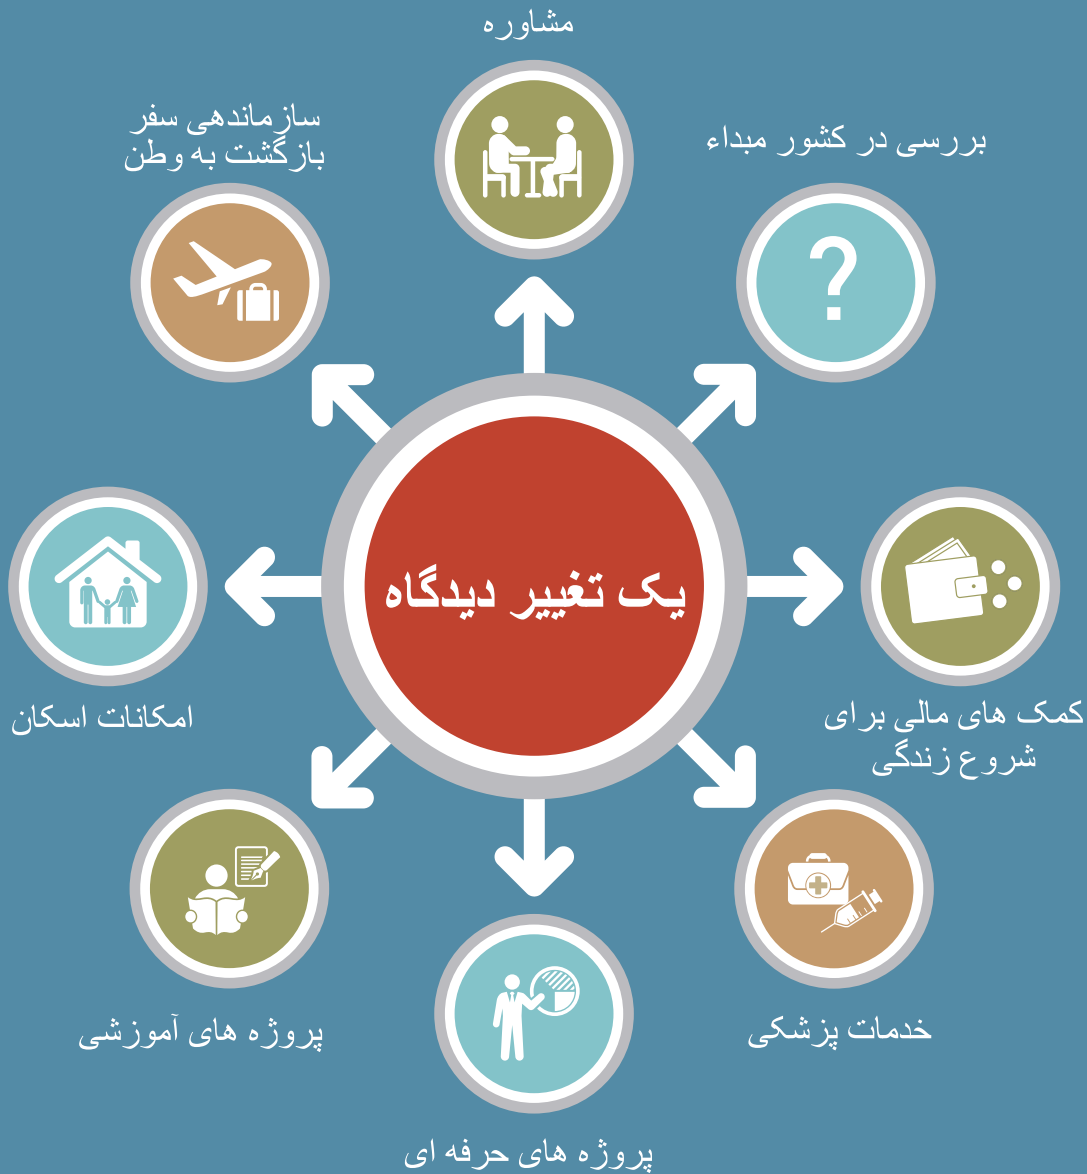 مشاوره
بررسی در کشور مبداء
سازماندهی سفر
بازگشت به وطن
?
یک تغییر دیدگاه
کمک های مالی برای
شروع زندگی
امکانات اسکان
خدمات پزشکی
پروژه های آموزشی
پروژه های حرفه ای